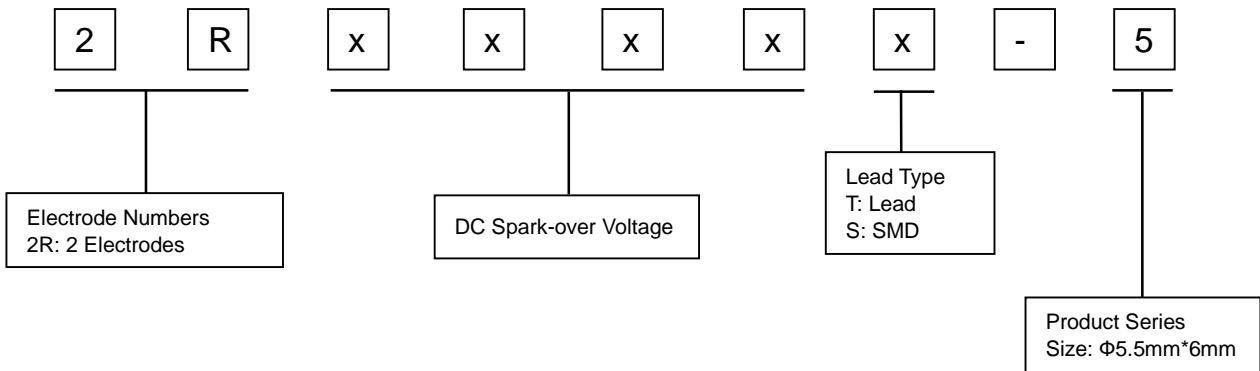 2 R x x x x x - 5
Electrode Numbers
2R: 2 Electrodes
DC Spark-over Voltage
Lead Type
T: Lead
S: SMD
Product Series
Size: Φ5.5mm*6mm